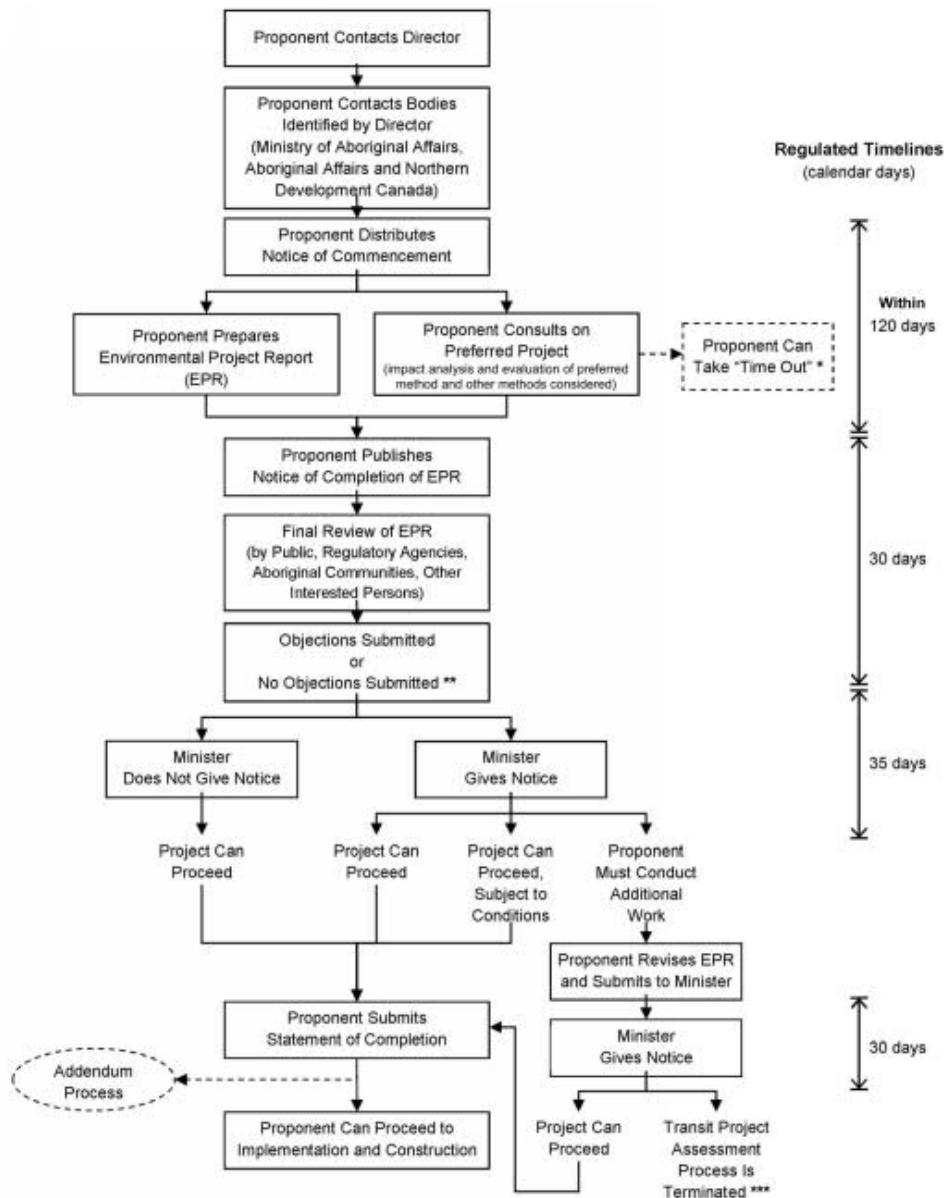 Proponent Contacts Director
Proponent Contacts Bodies
Identified by Director
(Ministry of Aboriginal Affairs,
Aboriginal Affairs and Northern
Development Canada)
Regulated Timelines
(calendar days)
Proponent Distributes
Notice of Commencement
Within
120 days
Proponent Prepares
Environmental Project Report
(EPR)
Proponent Consults on
Preferred Project
(impact analysis and evaluation of preferred
method and other methods considered)
Proponent Can
Take "Time Out" *
Proponent Publishes
Notice of Completion of EPR
Final Review of EPR
(by Public, Regulatory Agencies,
Aboriginal Communities, Other
Interested Persons)
30 days
Objections Submitted
or
No Objections Submitted **
Minister
Does Not Give Notice
Minister
Gives Notice
35 days
Project Can
Proceed
Project Can
Proceed
Project Can
Proceed,
Subject to
Conditions
Proponent
Must Conduct
Additional
Work
Proponent Revises EPR
and Submits to Minister
Proponent Submits
Statement of Completion
Minister
Gives Notice
30 days
Addendum
Process
Proponent Can Proceed to
Implementation and Construction
Project Can
Proceed
Transit Project
Assessment
Process Is
Terminated ***